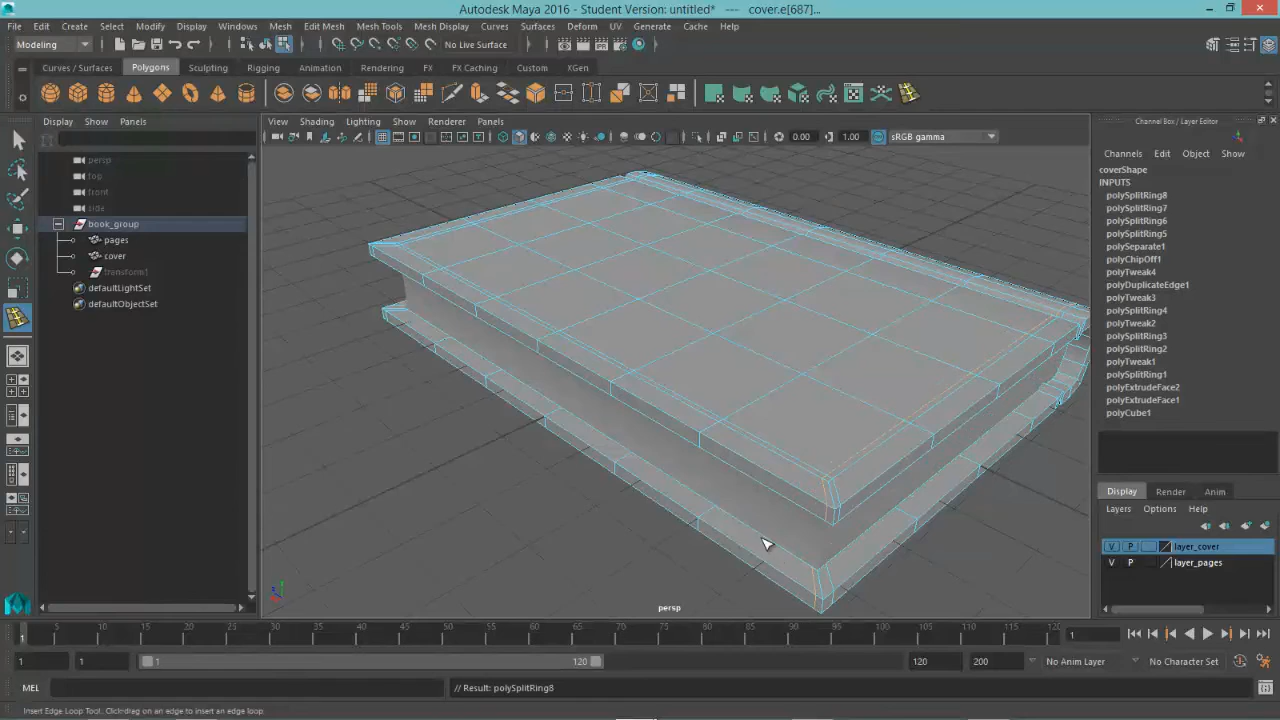 Autodesk Maya 2016 - Student Version: untitled* --- cover.e[687]...
File Edit Create Select Modify Display Windows Mesh Edit Mesh Mesh Tools Mesh Display Curves Surfaces Deform UV Generate Cache Help
Modeling No Live Surface
Curves / Surfaces Polygons Sculpting Rigging Animation Rendering FX FX Caching Custom XGen
Display Show Panels
View Shading Lighting Show Renderer Panels
0.00 1.00 sRGB gamma
persp
top
front
side
book_group
pages
cover
transform1
defaultLightSet
defaultObjectSet
persp
Channel Box / Layer Editor
Channels Edit Object Show
coverShape
INPUTS
polySplitRing8
polySplitRing7
polySplitRing6
polySplitRing5
polySeparate1
polyChipOff1
polyTweak4
polyDuplicateEdge1
polyTweak3
polySplitRing4
polyTweak2
polySplitRing3
polySplitRing2
polyTweak1
polySplitRing1
polyExtrudeFace2
polyExtrudeFace1
polyCube1
Display Render Anim
Layers Options Help
V P layer_cover
V P layer_pages
1 5 10 15 20 25 30 35 40 45 50 55 60 65 70 75 80 85 90 95 100 105 110 115 120 1
1 1 1 120 120 200 No Anim Layer No Character Set
MEL // Result: polySplitRing8
Insert Edge Loop Tool: Click-drag on an edge to insert an edge loop.